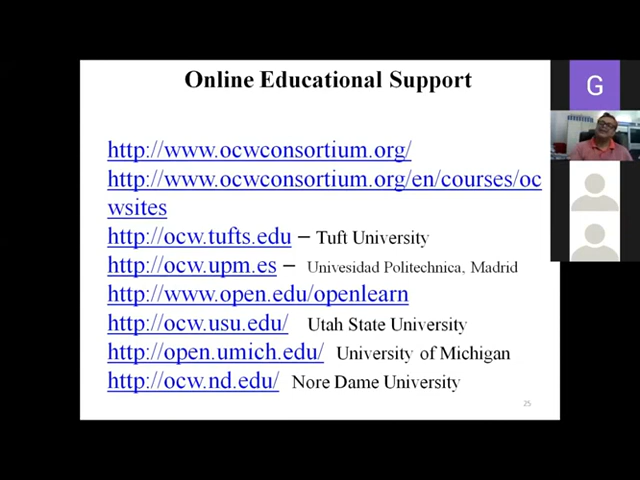 Online Educational Support
http://www.ocwconsortium.org/
http://www.ocwconsortium.org/en/courses/oc
wsites
http://ocw.tufts.edu – Tuft University
http://ocw.upm.es – Univesidad Politechnica, Madrid
http://www.open.edu/openlearn
http://ocw.usu.edu/ Utah State University
http://open.umich.edu/ University of Michigan
http://ocw.nd.edu/ Nore Dame University
25
G